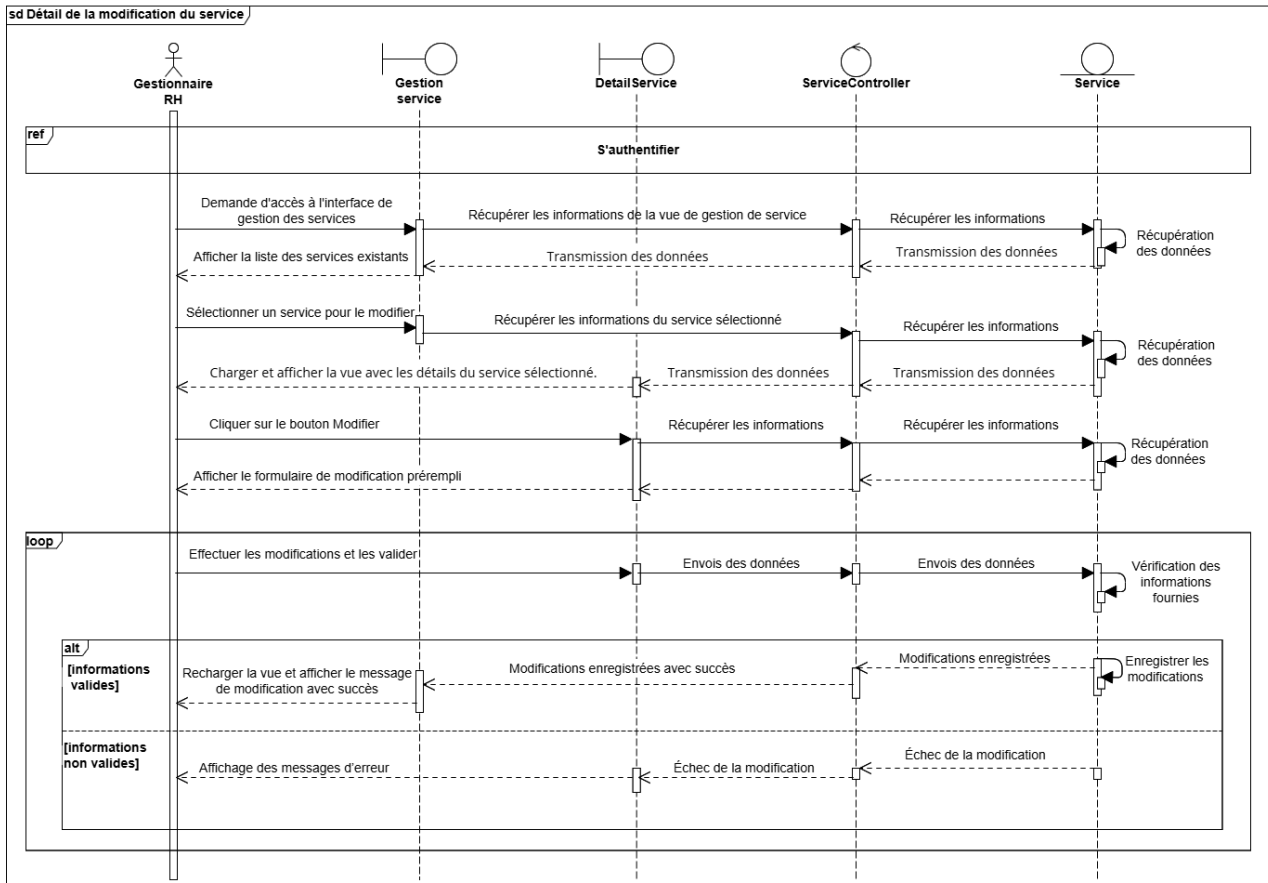 sd Détail de la modification du service
Gestionnaire
RH
Gestion
service
DetailService
ServiceController
Service
ref
S'authentifier
Demande d'accès à l'interface de
gestion des services
Récupérer les informations de la vue de gestion de service
Récupérer les informations
Récupération
des données
Afficher la liste des services existants
Transmission des données
Transmission des données
Sélectionner un service pour le modifier
Récupérer les informations du service sélectionné
Récupérer les informations
Récupération
des données
Charger et afficher la vue avec les détails du service sélectionné.
Transmission des données
Transmission des données
Cliquer sur le bouton Modifier
Récupérer les informations
Récupérer les informations
Récupération
des données
Afficher le formulaire de modification prérempli
loop
Effectuer les modifications et les valider
Envois des données
Envois des données
Vérification des
informations
fournies
alt
[informations
valides]
Recharger la vue et afficher le message
de modification avec succès
Modifications enregistrées avec succès
Modifications enregistrées
Enregistrer les
modifications
[informations
non valides]
Affichage des messages d'erreur
Échec de la modification
Échec de la modification